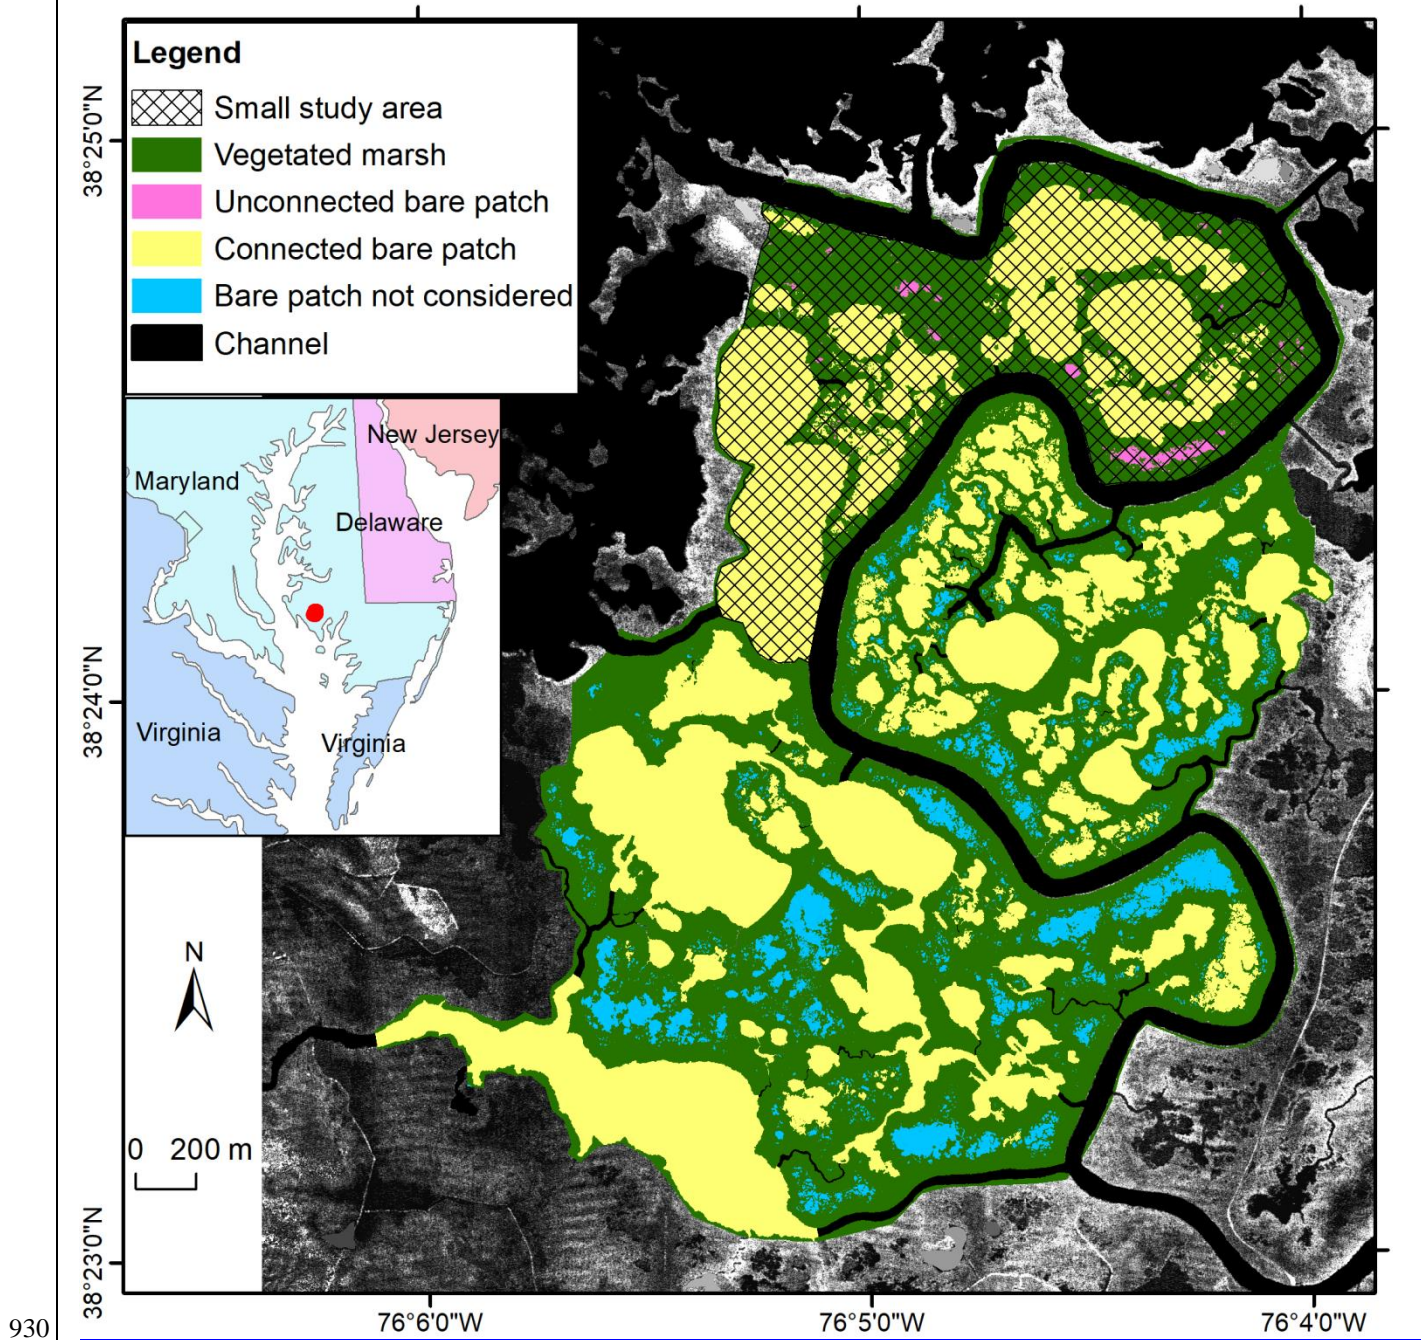 Legend
Small study area
Vegetated marsh
Unconnected bare patch
Connected bare patch
Bare patch not considered
Channel
New Jersey
Maryland
Delaware
Virginia
Virginia
N
0 200 m
38°25'0"N
38°24'0"N
38°23'0"N
76°6'0"W
76°5'0"W
76°4'0"W
930